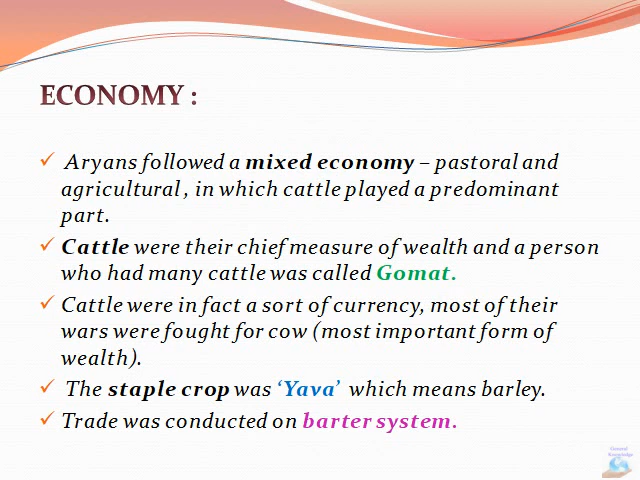 ECONOMY :
✓ Aryans followed a mixed economy – pastoral and
agricultural , in which cattle played a predominant
part.
✓ Cattle were their chief measure of wealth and a person
who had many cattle was called Gomat.
✓ Cattle were in fact a sort of currency, most of their
wars were fought for cow (most important form of
wealth).
✓ The staple crop was ‘Yava’ which means barley.
✓ Trade was conducted on barter system.
General
Knowledge